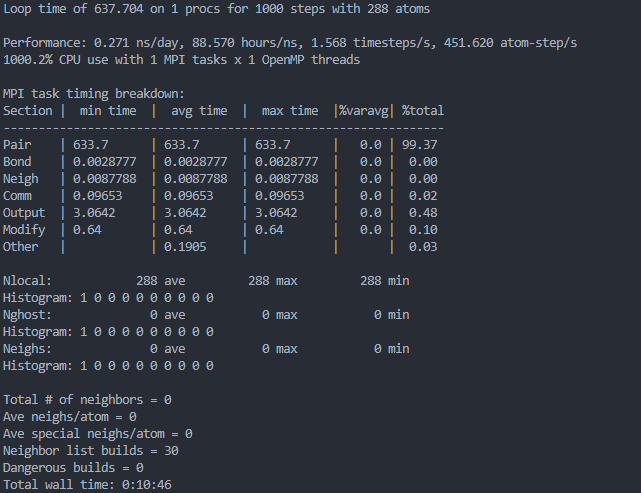 Loop time of 637.704 on 1 procs for 1000 steps with 288 atoms

Performance: 0.271 ns/day, 88.570 hours/ns, 1.568 timesteps/s, 451.620 atom-step/s
1000.2% CPU use with 1 MPI tasks x 1 OpenMP threads

MPI task timing breakdown:
Section |  min time  |  avg time  |  max time  |%varavg| %total
---------------------------------------------------------------
Pair    | 633.7      | 633.7      | 633.7      |   0.0 | 99.37
Bond    | 0.0028777  | 0.0028777  | 0.0028777  |   0.0 |  0.00
Neigh   | 0.0087788  | 0.0087788  | 0.0087788  |   0.0 |  0.00
Comm    | 0.09653    | 0.09653    | 0.09653    |   0.0 |  0.02
Output  | 3.0642     | 3.0642     | 3.0642     |   0.0 |  0.48
Modify  | 0.64       | 0.64       | 0.64       |   0.0 |  0.10
Other   |            | 0.1905     |            |       |  0.03

Nlocal:            288 ave         288 max         288 min
Histogram: 1 0 0 0 0 0 0 0 0 0
Nghost:              0 ave           0 max           0 min
Histogram: 1 0 0 0 0 0 0 0 0 0
Neighs:              0 ave           0 max           0 min
Histogram: 1 0 0 0 0 0 0 0 0 0

Total # of neighbors = 0
Ave neighs/atom = 0
Ave special neighs/atom = 0
Neighbor list builds = 30
Dangerous builds = 0
Total wall time: 0:10:46